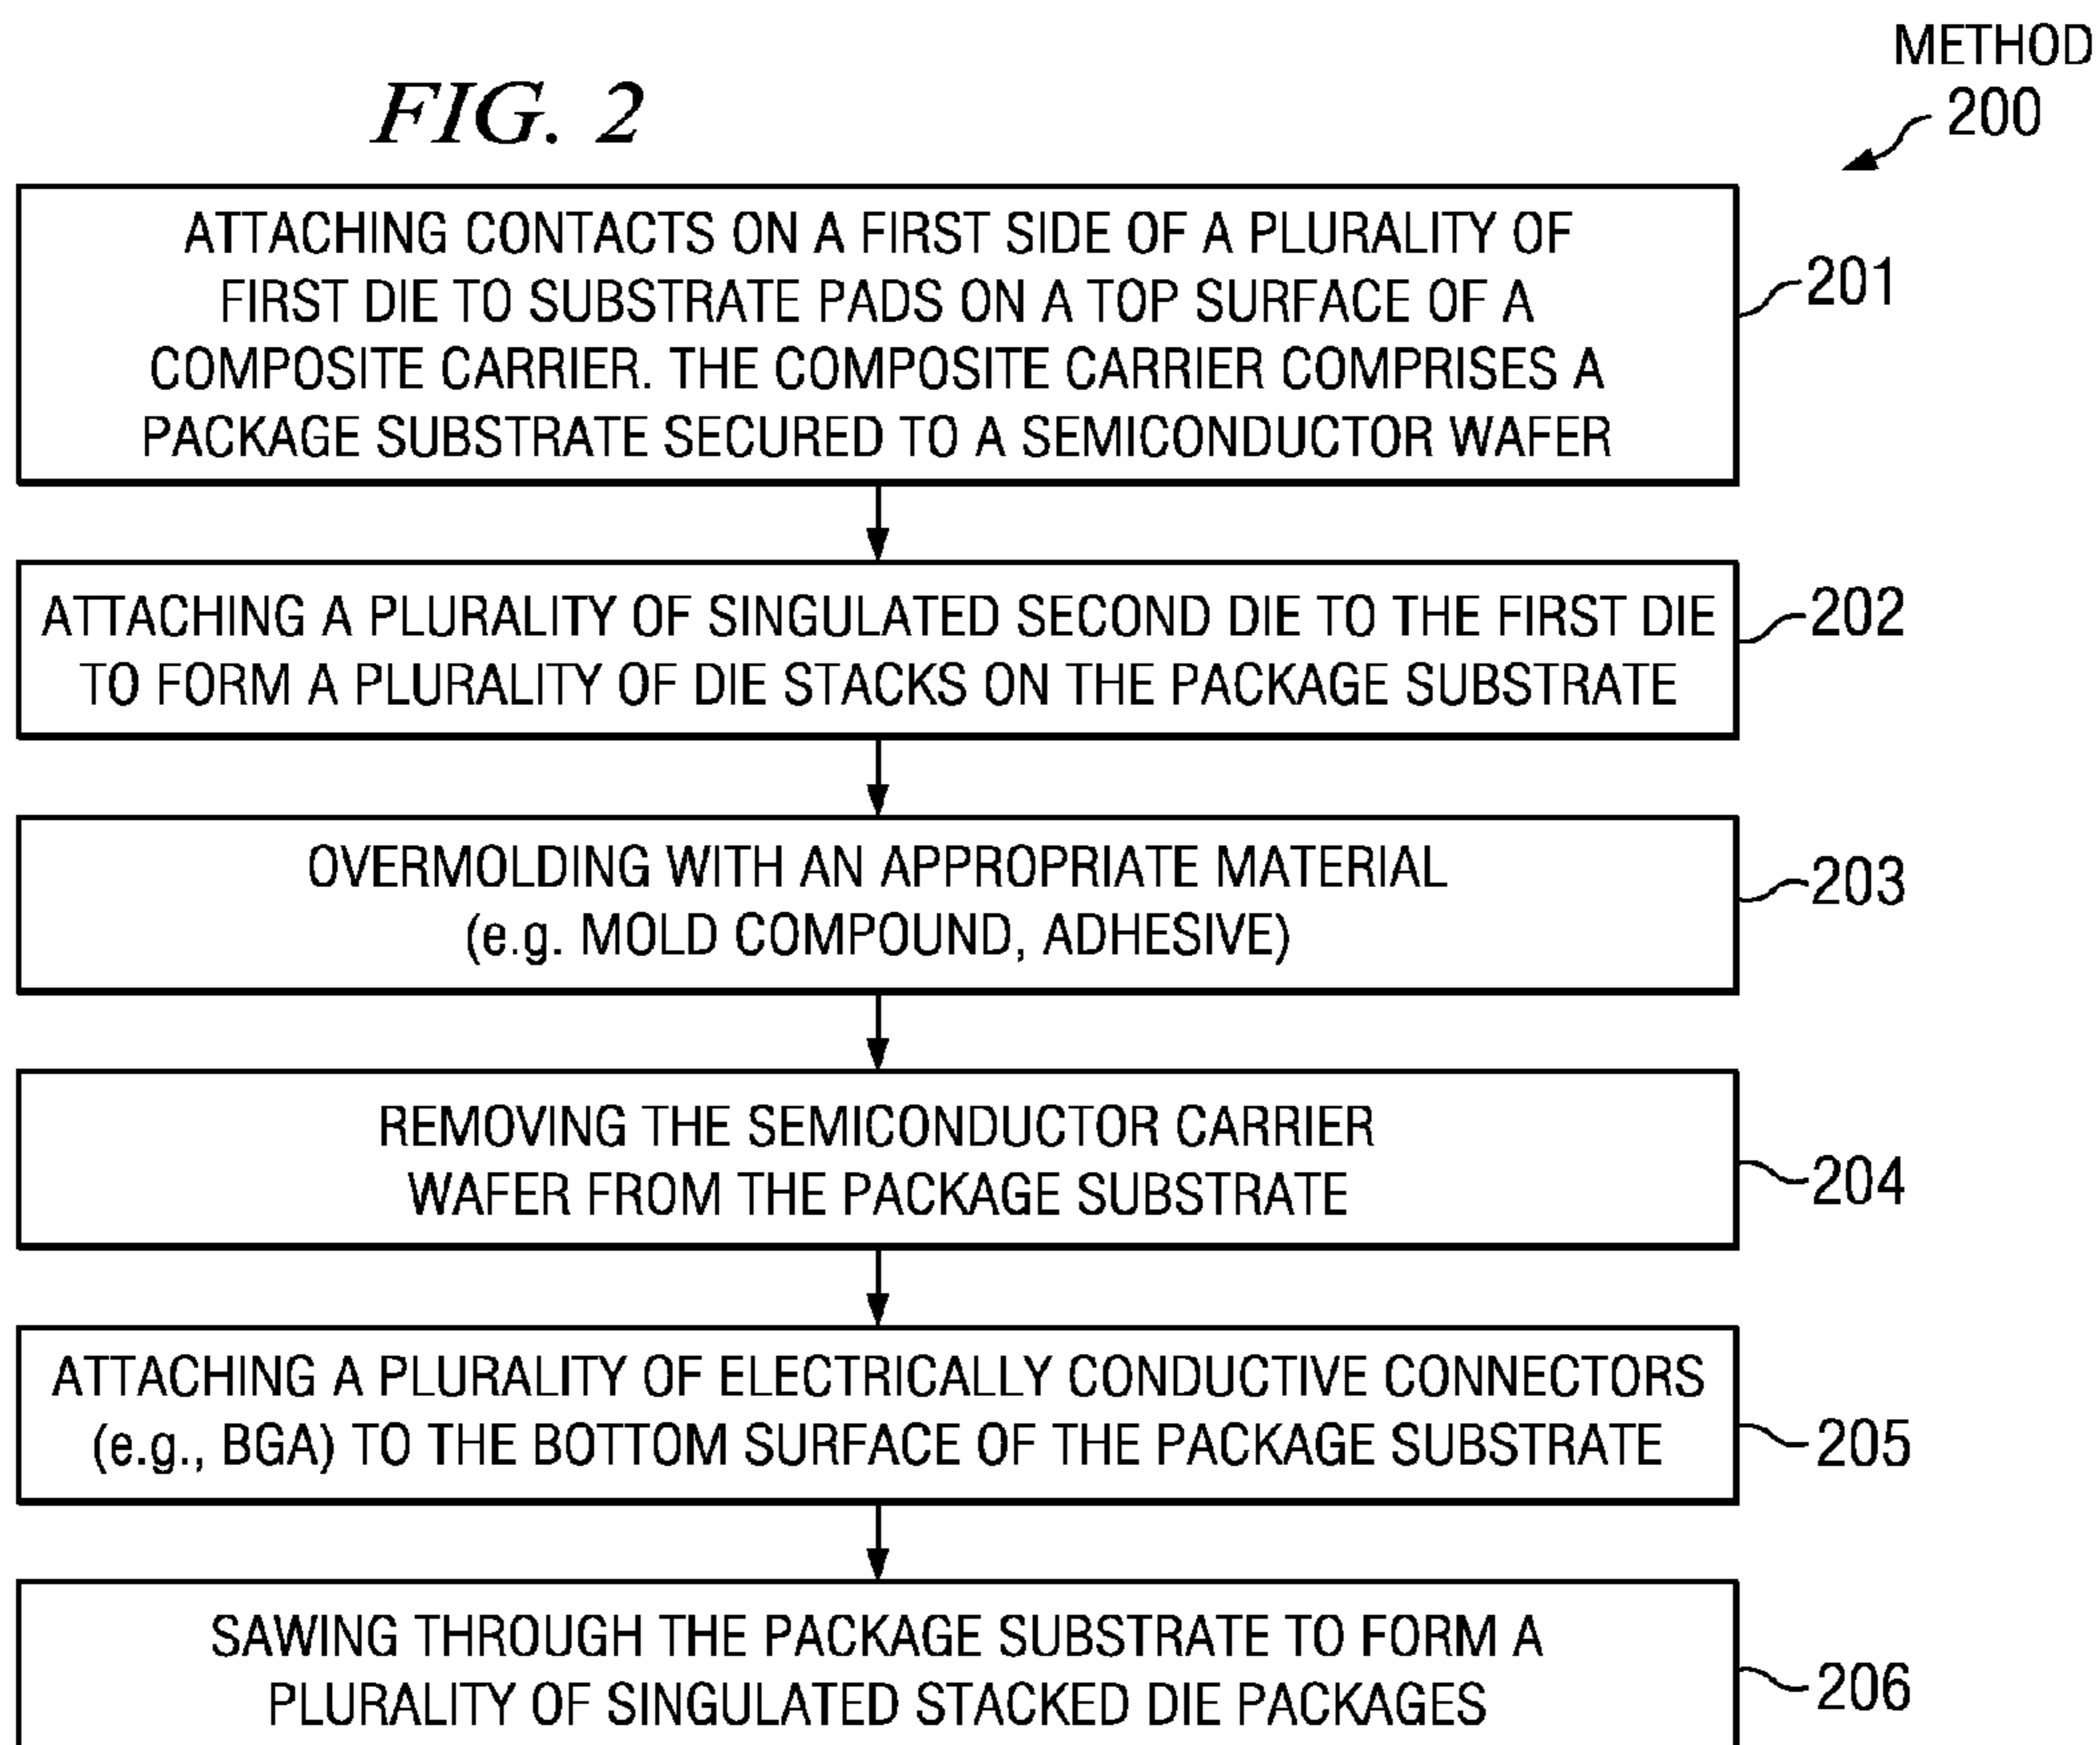 METHOD
200
FIG. 2
ATTACHING CONTACTS ON A FIRST SIDE OF A PLURALITY OF
FIRST DIE TO SUBSTRATE PADS ON A TOP SURFACE OF A
COMPOSITE CARRIER. THE COMPOSITE CARRIER COMPRISES A
PACKAGE SUBSTRATE SECURED TO A SEMICONDUCTOR WAFER
201
ATTACHING A PLURALITY OF SINGULATED SECOND DIE TO THE FIRST DIE
TO FORM A PLURALITY OF DIE STACKS ON THE PACKAGE SUBSTRATE
202
OVERMOLDING WITH AN APPROPRIATE MATERIAL
(e.g. MOLD COMPOUND, ADHESIVE)
203
REMOVING THE SEMICONDUCTOR CARRIER
WAFER FROM THE PACKAGE SUBSTRATE
204
ATTACHING A PLURALITY OF ELECTRICALLY CONDUCTIVE CONNECTORS
(e.g., BGA) TO THE BOTTOM SURFACE OF THE PACKAGE SUBSTRATE
205
SAWING THROUGH THE PACKAGE SUBSTRATE TO FORM A
PLURALITY OF SINGULATED STACKED DIE PACKAGES
206